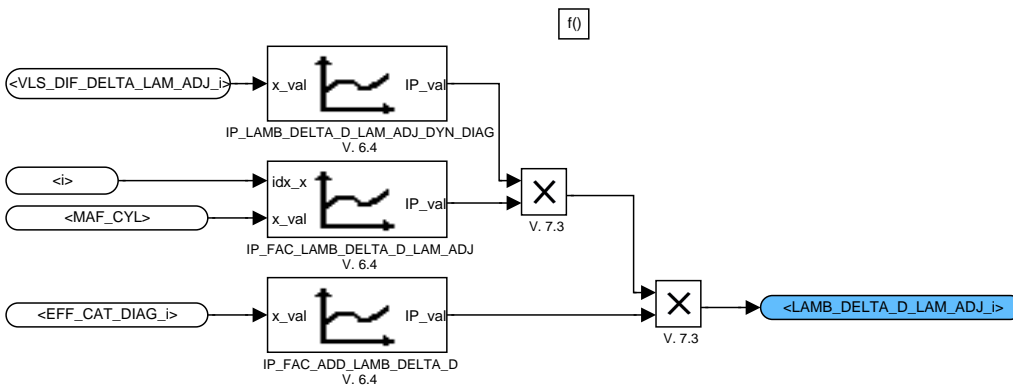 f()
<VLS_DIF_DELTA_LAM_ADJ_i>
x_val
IP_val
IP_LAMB_DELTA_D_LAM_ADJ_DYN_DIAG
V. 6.4
<i>
idx_x
<MAF_CYL>
x_val
IP_val
IP_FAC_LAMB_DELTA_D_LAM_ADJ
V. 6.4
V. 7.3
<EFF_CAT_DIAG_i>
x_val
IP_val
IP_FAC_ADD_LAMB_DELTA_D
V. 6.4
V. 7.3
<LAMB_DELTA_D_LAM_ADJ_i>